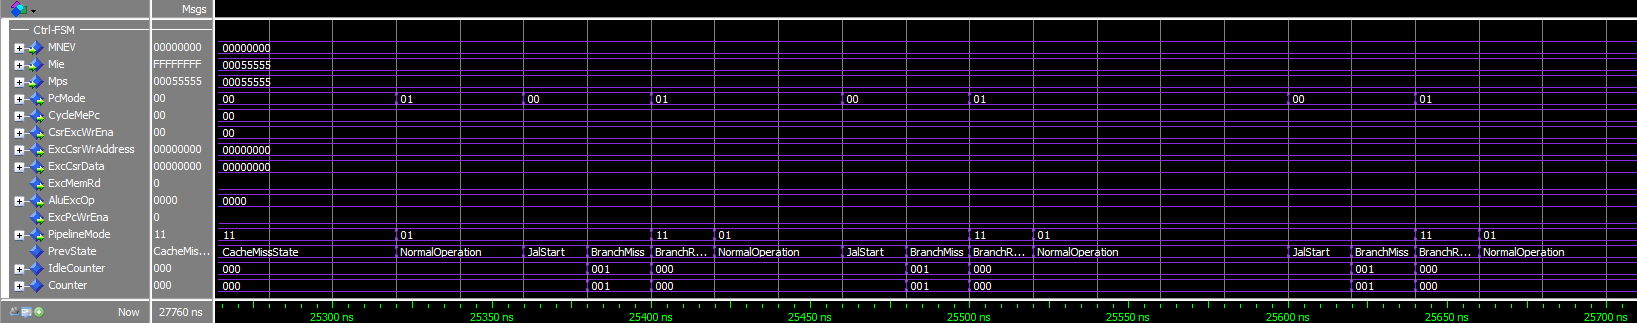 Msgs
Ctrl-FSM
MNEV 00000000 00000000
Mie FFFFFFFF 00055555
Mps 00055555 00055555
PcMode 00 00 01 00 01 00 01 00 01
CycleMePc 00 00
CsrExcWrEna 00 00
ExcCsrWrAddress 00000000 00000000
ExcCsrData 00000000 00000000
ExcMemRd 0
AluExcOp 0000 0000
ExcPcWrEna 0
PipelineMode 11 11 01 11 01 11 01 11 01
PrevState CacheMis... CacheMissState NormalOperation JalStart BranchMiss BranchR... NormalOperation JalStart BranchMiss BranchR... NormalOperation JalStart BranchMiss BranchR... NormalOperation
IdleCounter 000 000 001 000 001 000 001 000
Counter 000 000 001 000 001 000 001 000
Now 27760 ns 25300 ns 25350 ns 25400 ns 25450 ns 25500 ns 25550 ns 25600 ns 25650 ns 25700 ns